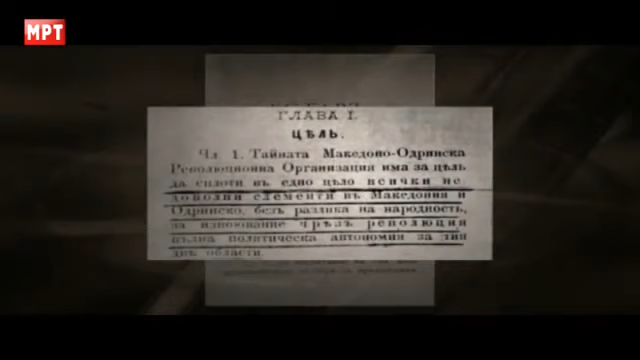 МРТ
ГЛАВА I.
ЦѢЛЬ.
Чл 1. Тайната Македоно-Одринска
Революционна Организация има за цѣль
да сплоти въ едно цѣло всички не-
доволни елементи въ Македония и
Одринско, безъ разлика на народность,
за извоювание чрѣзъ революция
пълна политическа автономия за тия
двѣ области.